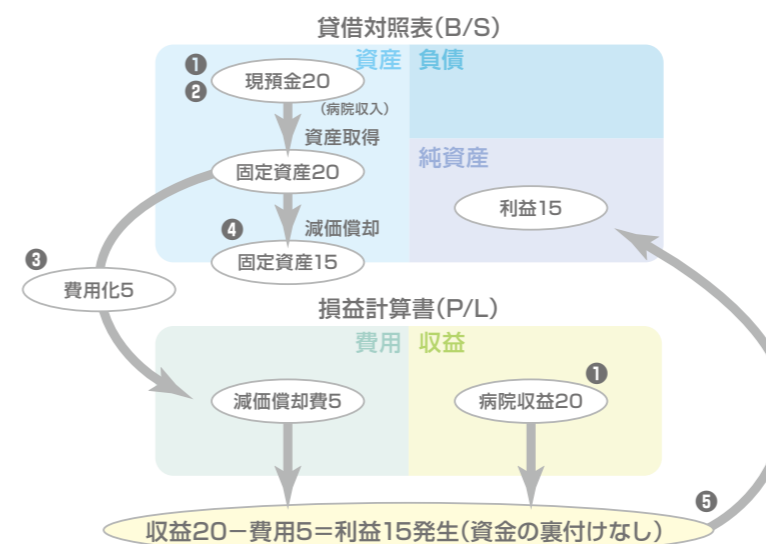 貸借対照表(B/S)
資産 負債
❶
❷
現預金20
(病院収入)
資産取得
純資産
固定資産20
利益15
減価償却
❹
固定資産15
❸
費用化5
損益計算書(P/L)
費用 収益
❶
減価償却費5
病院収益20
❺
収益20−費用5=利益15発生(資金の裏付けなし)